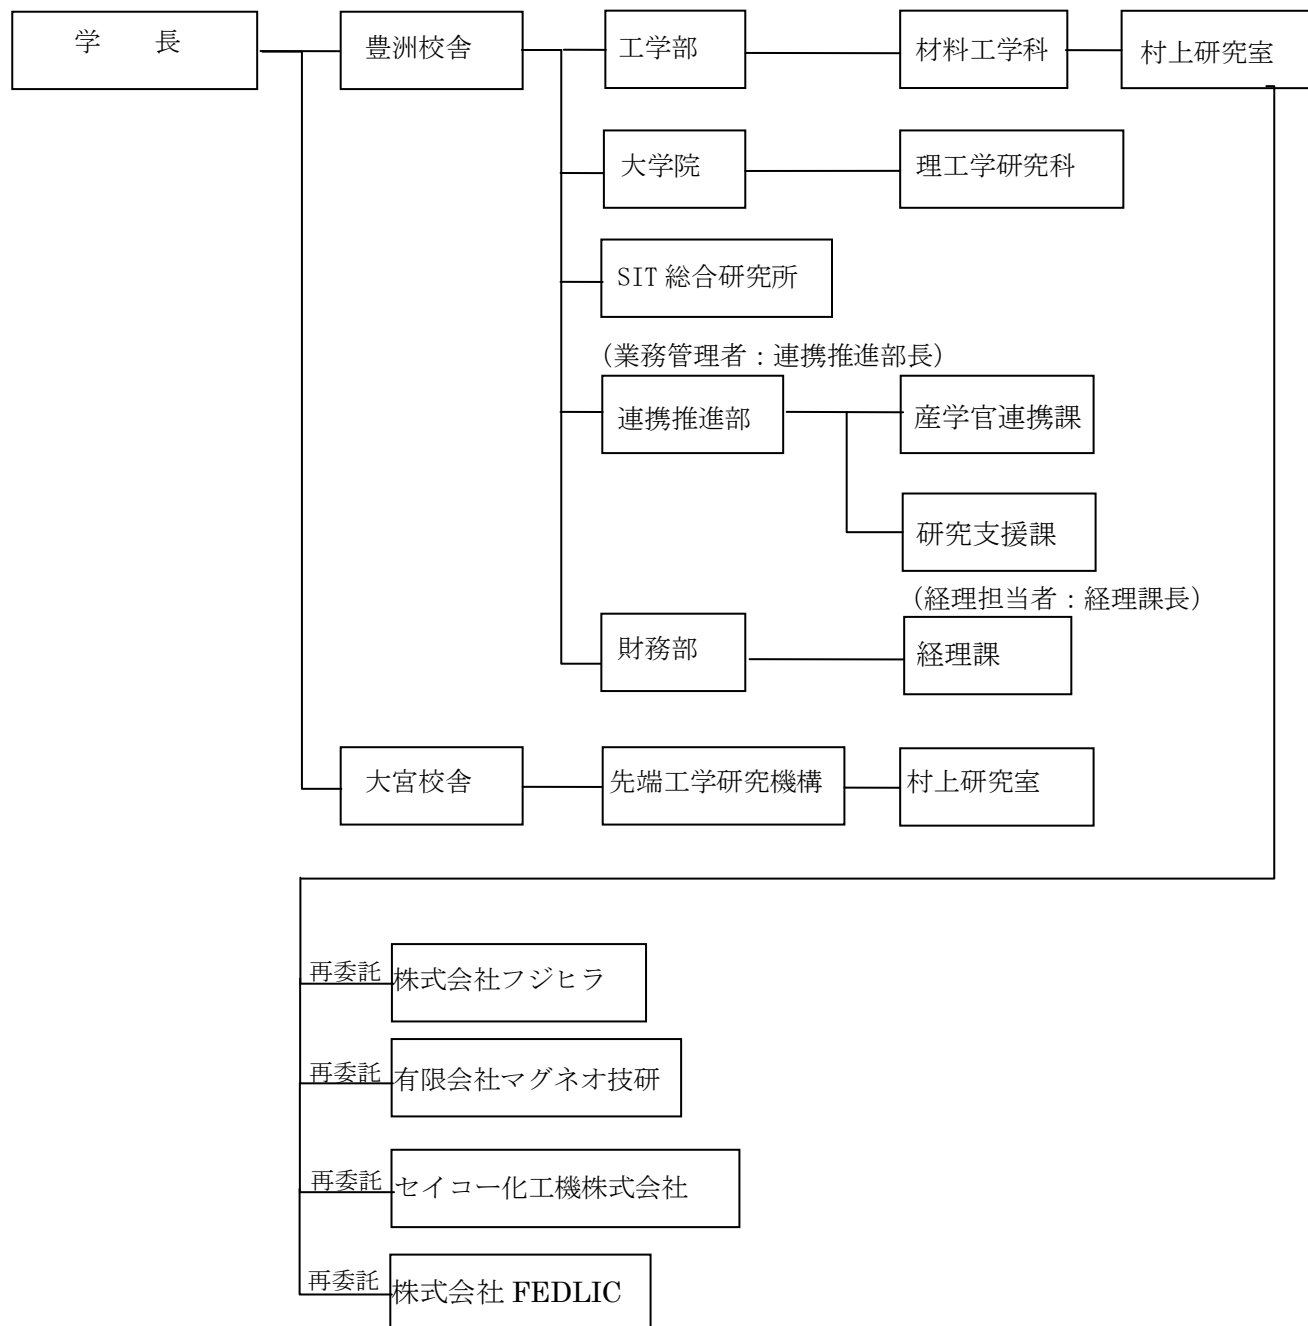 学　　長
豊洲校舎
工学部
材料工学科
村上研究室
大学院
理工学研究科
SIT 総合研究所
（業務管理者：連携推進部長）
連携推進部
産学官連携課
研究支援課
（経理担当者：経理課長）
財務部
経理課
大宮校舎
先端工学研究機構
村上研究室
再委託
株式会社フジヒラ
再委託
有限会社マグネオ技研
再委託
セイコー化工機株式会社
再委託
株式会社 FEDLIC